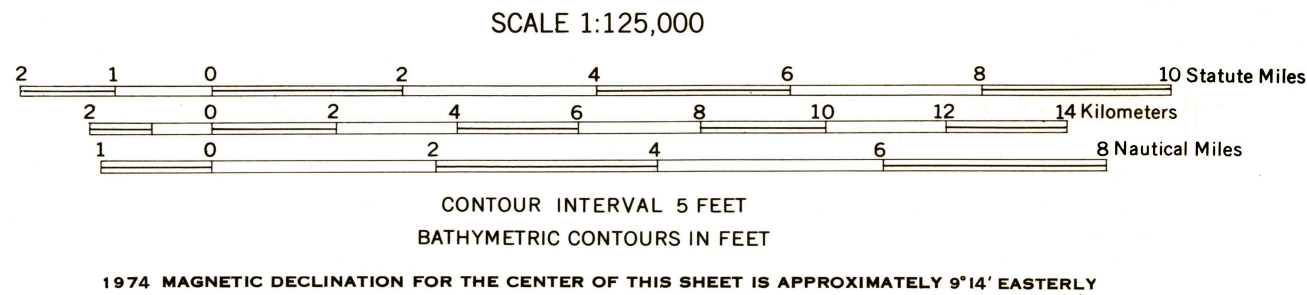 SCALE 1:125,000
2 1 0 2 4 6 8 10 Statute Miles
2 0 2 4 6 8 10 12 14 Kilometers
1 0 2 4 6 8 Nautical Miles
CONTOUR INTERVAL 5 FEET
BATHYMETRIC CONTOURS IN FEET
1974 MAGNETIC DECLINATION FOR THE CENTER OF THIS SHEET IS APPROXIMATELY 9°14′ EASTERLY